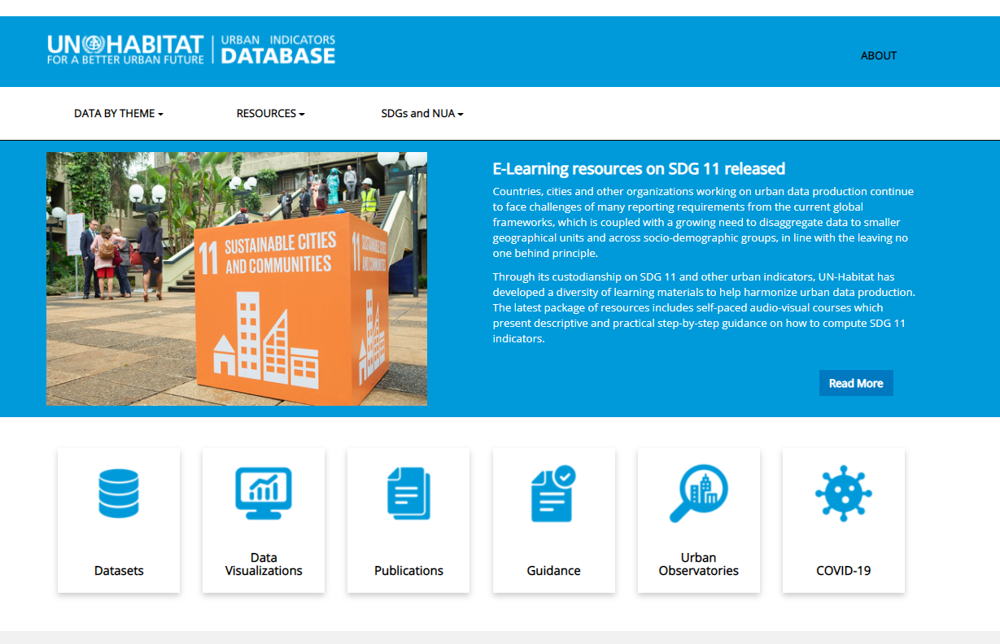 UN HABITAT
FOR A BETTER URBAN FUTURE
URBAN INDICATORS
DATABASE
ABOUT
DATA BY THEME
RESOURCES
SDGs and NUA
11 SUSTAINABLE CITIES
AND COMMUNITIES
11 SUSTAINABLE CITIES
AND COMMUNITIES
E-Learning resources on SDG 11 released
Countries, cities and other organizations working on urban data production continue
to face challenges of many reporting requirements from the current global
frameworks, which is coupled with a growing need to disaggregate data to smaller
geographical units and across socio-demographic groups, in line with the leaving no
one behind principle.
Through its custodianship on SDG 11 and other urban indicators, UN-Habitat has
developed a diversity of learning materials to help harmonize urban data production.
The latest package of resources includes self-paced audio-visual courses which
present descriptive and practical step-by-step guidance on how to compute SDG 11
indicators.
Read More
Datasets
Data
Visualizations
Publications
Guidance
Urban
Observatories
COVID-19